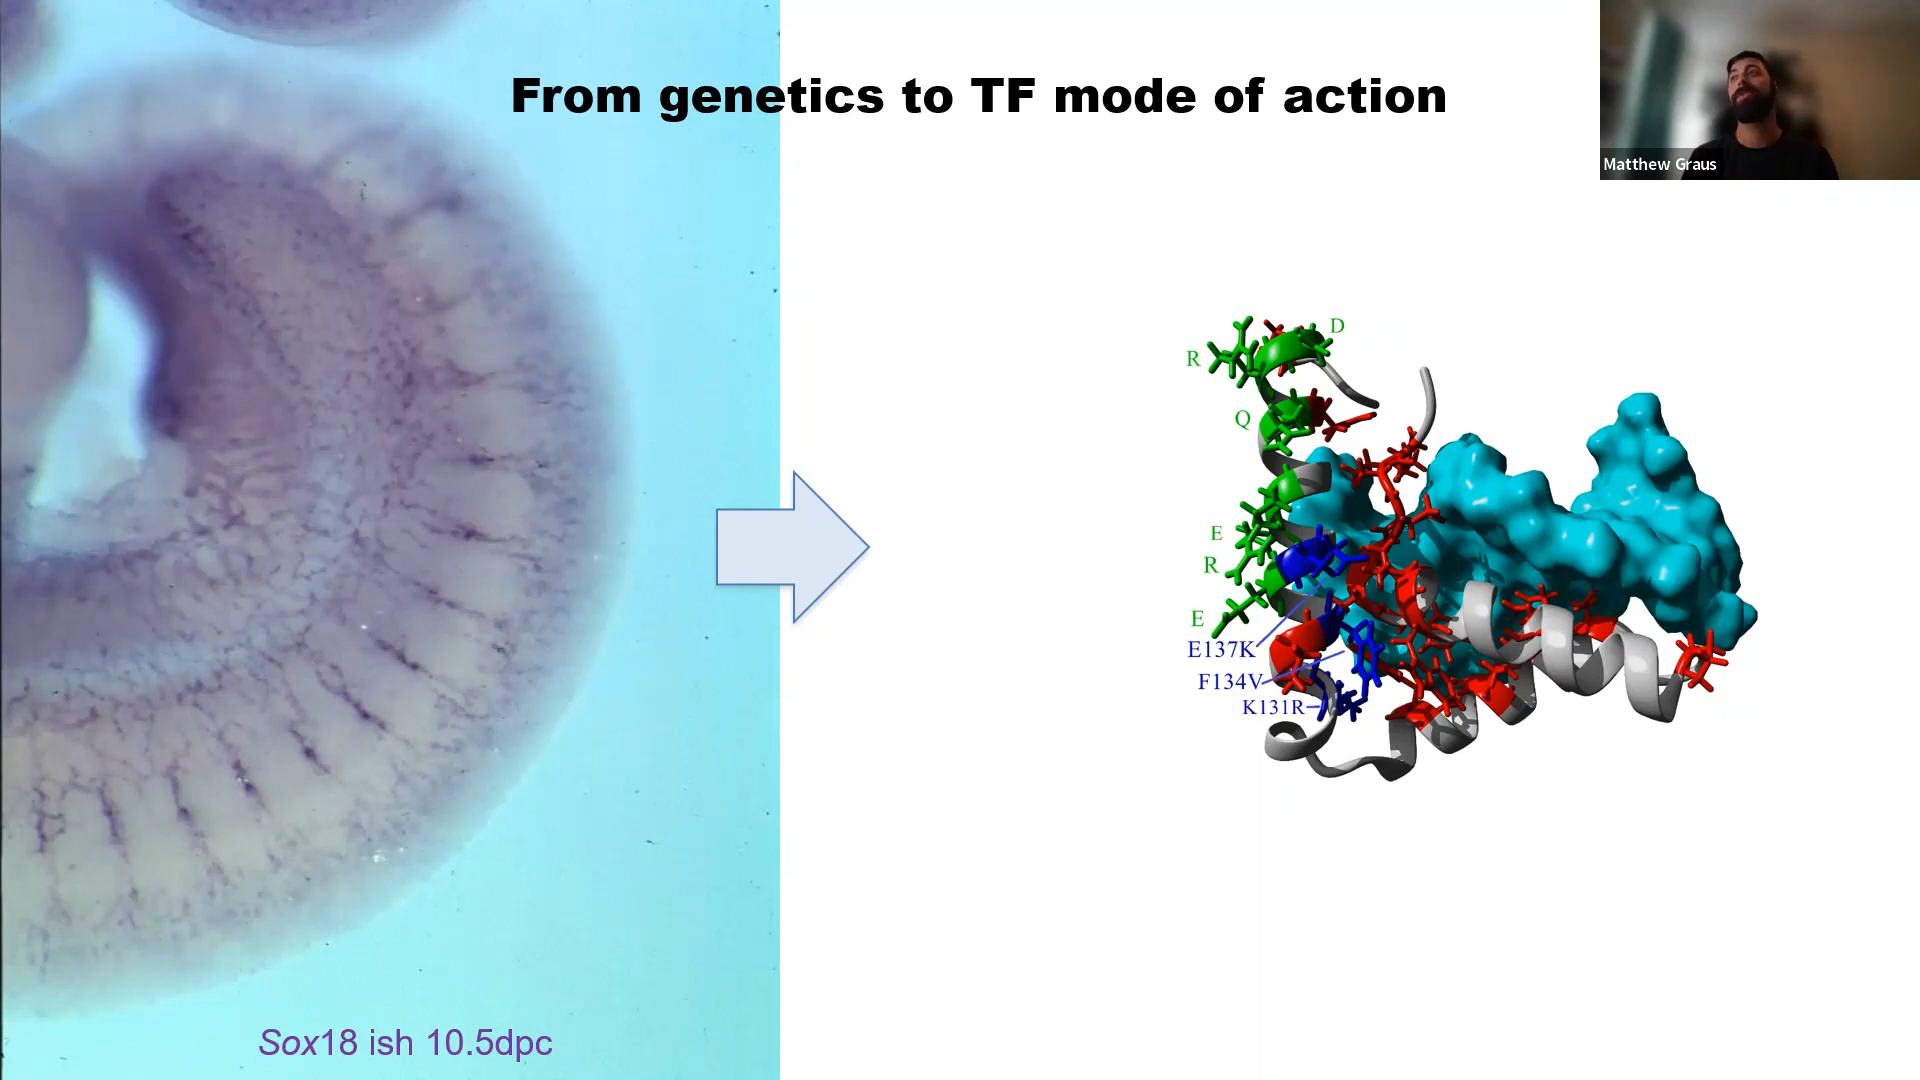 From genetics to TF mode of action
Matthew Graus
D
R
Q
E
R
E
E137K
F134V
K131R
Sox18 ish 10.5dpc